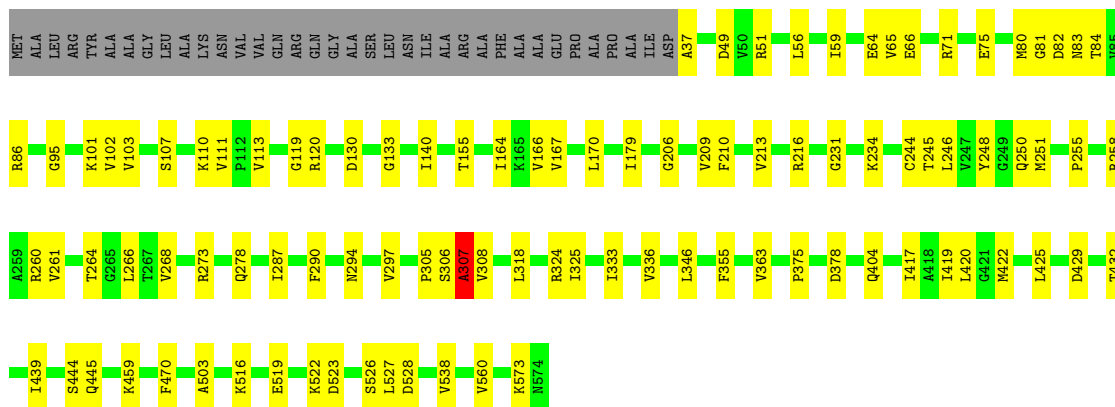 MET ALA LEU ARG TYR ALA ALA GLY LEU ALA LYS ASN VAL VAL GLN ARG GLN GLY ALA SER LEU ASN ILE ALA ARG ALA PHE ALA ALA GLU PRO ALA PRO ALA ILE ASP A37 D49 V50 R51 L56 I59 E64 V65 E66 R71 E75 M80 G81 D82 N83 T84 V85
R86 G95 K101 V102 V103 S107 K110 V111 P112 V113 G119 R120 D130 G133 I140 T155 I164 K165 V166 V167 L170 I179 G206 V209 F210 V213 R216 G231 K234 C244 T245 L246 V247 Y248 G249 Q250 M251 P255
A259 R260 V261 T264 G265 L266 T267 V268 R273 Q278 I287 F290 N294 V297 P305 S306 A307 V308 L318 R324 I325 I333 V336 L346 F355 V363 P375 D378 Q404 I417 A418 I419 L420 G421 M422 L425 D429 T432
I439 S444 Q445 K459 F470 A503 K516 E519 K522 D523 S526 L527 D528 V538 V560 K573 N574